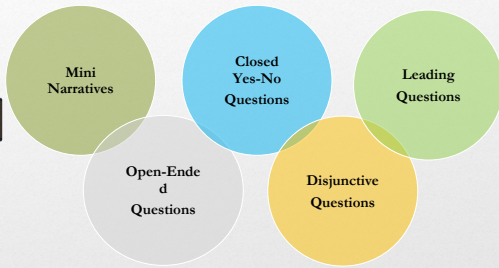 Mini
Narratives
Closed
Yes-No
Questions
Leading
Questions
Open-Ende
d
Questions
Disjunctive
Questions